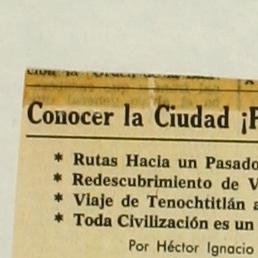 Conocer la Ciudad ¡P
* Rutas Hacia un Pasado
* Redescubrimiento de V
* Viaje de Tenochtitlán a
* Toda Civilización es un
Por Héctor Ignacio